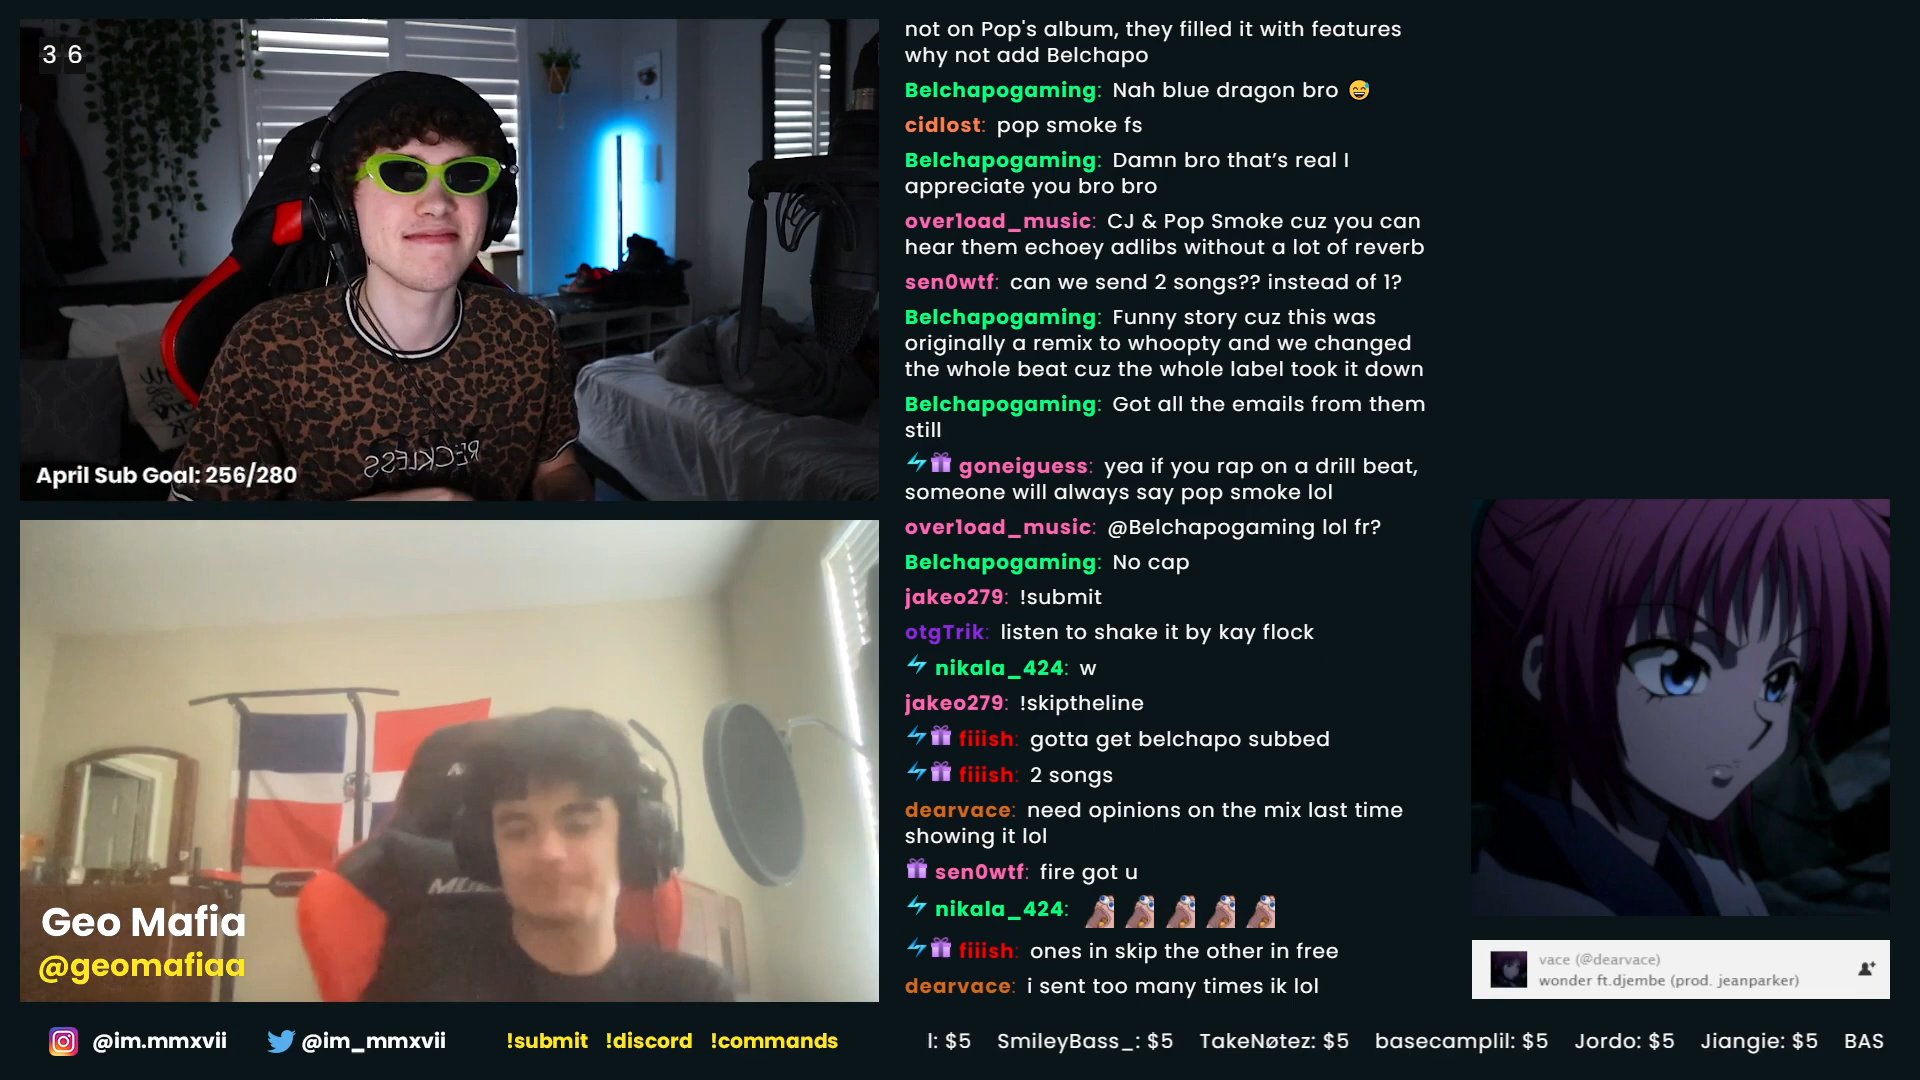 3 6
April Sub Goal: 256/280
RECKLESS
Geo Mafia
@geomafiaa
not on Pop's album, they filled it with features
why not add Belchapo
Belchapogaming: Nah blue dragon bro 😅
cidlost: pop smoke fs
Belchapogaming: Damn bro that’s real I
appreciate you bro bro
over1oad_music: CJ & Pop Smoke cuz you can
hear them echoey adlibs without a lot of reverb
sen0wtf: can we send 2 songs?? instead of 1?
Belchapogaming: Funny story cuz this was
originally a remix to whoopty and we changed
the whole beat cuz the whole label took it down
Belchapogaming: Got all the emails from them
still
goneiguess: yea if you rap on a drill beat,
someone will always say pop smoke lol
over1oad_music: @Belchapogaming lol fr?
Belchapogaming: No cap
jakeo279: !submit
otgTrik: listen to shake it by kay flock
nikala_424: w
jakeo279: !skiptheline
fiiish: gotta get belchapo subbed
fiiish: 2 songs
dearvace: need opinions on the mix last time
showing it lol
sen0wtf: fire got u
nikala_424:
fiiish: ones in skip the other in free
dearvace: i sent too many times ik lol
vace (@dearvace)
wonder ft.djembe (prod. jeanparker)
@im.mmxvii @im_mmxvii !submit !discord !commands
l: $5 SmileyBass_: $5 TakeNøtez: $5 basecamplil: $5 Jordo: $5 Jiangie: $5 BAS